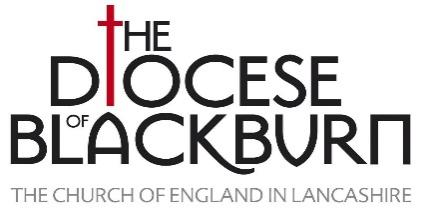 THE
DIOCESE
OF BLACKBURN
THE CHURCH OF ENGLAND IN LANCASHIRE